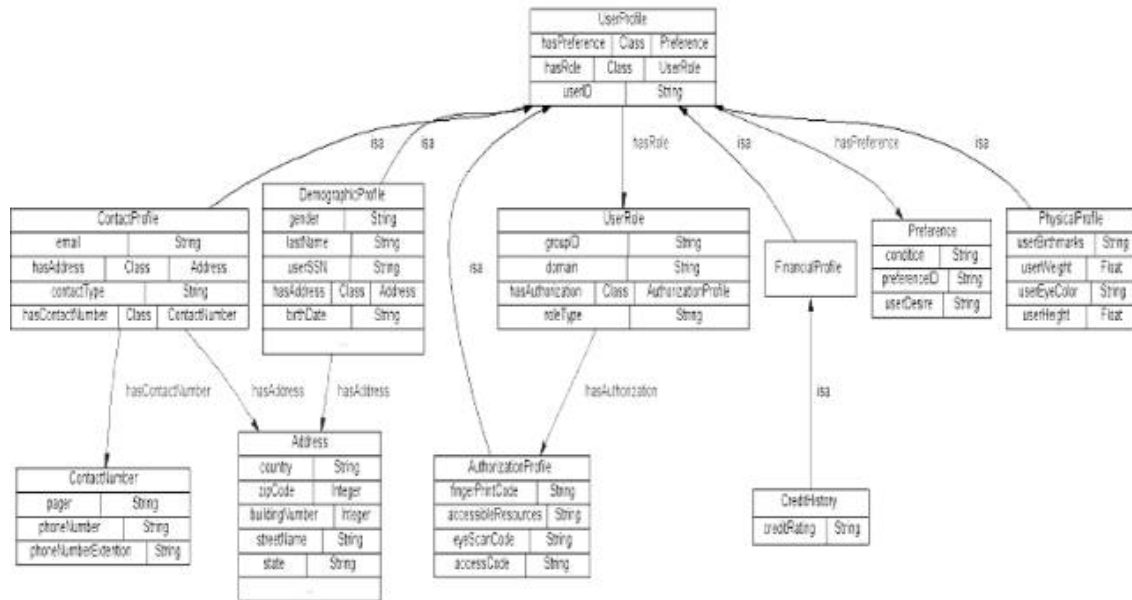 UserProfile
hasPreference Class Preference
hasRole Class UserRole
userID String
isa
isa
hasRole
isa
hasPreference
isa
ContactProfile
email String
hasAddress Class Address
contactType String
hasContactNumber Class ContactNumber
DemographicProfile
gender String
lastName String
userSSN String
hasAddress Class Address
birthDate String
...
isa
UserRole
groupID String
domain String
hasAuthorization Class AuthorizationProfile
roleType String
FinancialProfile
Preference
condition String
preferenceID String
userDesire String
PhysicalProfile
userBirthmarks String
userWeight Float
userEyeColor String
userHeight Float
hasContactNumber
hasAddress
hasAddress
hasAuthorization
isa
ContactNumber
pager String
phoneNumber String
phoneNumberExtention String
Address
country String
zipCode Integer
buildingNumber Integer
streetName String
state String
...
AuthorizationProfile
fingerPrintCode String
accessibleResources String
eyeScanCode String
accessCode String
CreditHistory
creditRating String